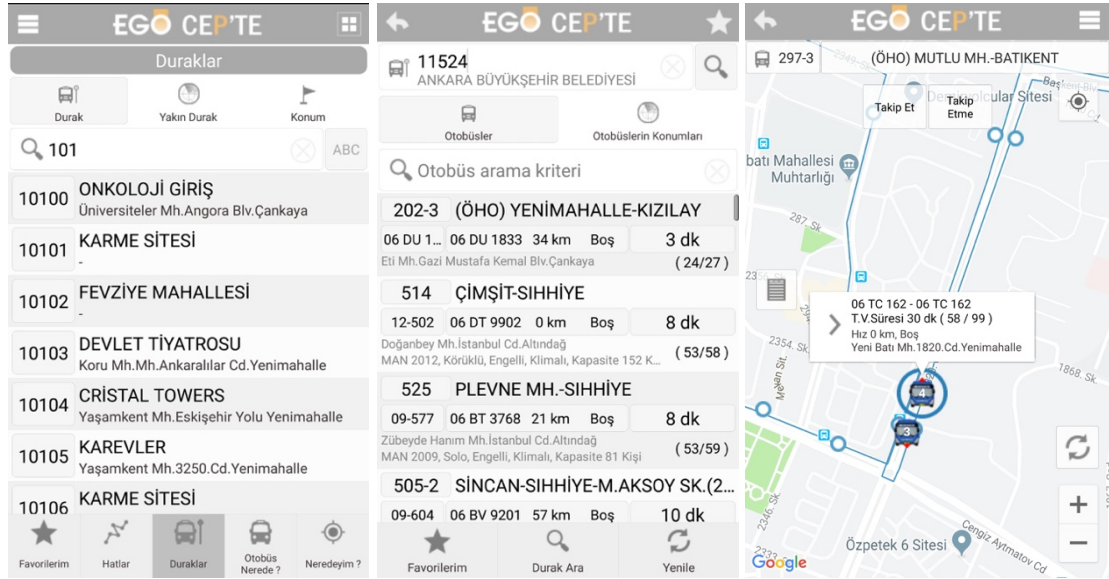 EGO CEP'TE
Duraklar
Durak
Yakın Durak
Konum
101
ABC
10100
ONKOLOJİ GİRİŞ
Üniversiteler Mh.Angora Blv.Çankaya
10101
KARME SİTESİ
-
10102
FEVZİYE MAHALLESİ
-
10103
DEVLET TİYATROSU
Koru Mh.Mh.Ankaralılar Cd.Yenimahalle
10104
CRİSTAL TOWERS
Yaşamkent Mh.Eskişehir Yolu Yenimahalle
10105
KAREVLER
Yaşamkent Mh.3250.Cd.Yenimahalle
10106
KARME SİTESİ
Favorilerim
Hatlar
Duraklar
Otobüs
Nerede ?
Neredeyim ?
EGO CEP'TE
11524
ANKARA BÜYÜKŞEHİR BELEDİYESİ
Otobüsler
Otobüslerin Konumları
Otobüs arama kriteri
202-3 (ÖHO) YENİMAHALLE-KIZILAY
06 DU 1... 06 DU 1833 34 km Boş 3 dk
Eti Mh.Gazi Mustafa Kemal Blv.Çankaya ( 24/27 )
514 ÇİMŞİT-SIHHİYE
12-502 06 DT 9902 0 km Boş 8 dk
Doğanbey Mh.İstanbul Cd.Altındağ
MAN 2012, Körüklü, Engelli, Klimalı, Kapasite 152 K... ( 53/58 )
525 PLEVNE MH.-SIHHİYE
09-577 06 BT 3768 21 km Boş 8 dk
Zübeyde Hanım Mh.İstanbul Cd.Altındağ
MAN 2009, Solo, Engelli, Klimalı, Kapasite 81 Kişi ( 53/59 )
505-2 SİNCAN-SIHHİYE-M.AKSOY SK.(2...
09-604 06 BV 9201 57 km Boş 10 dk
Favorilerim
Durak Ara
Yenile
EGO CEP'TE
297-3 (ÖHO) MUTLU MH.-BATIKENT
Takip Et
Takip
Etme
batı Mahallesi
Muhtarlığı
287. Sk.
06 TC 162 - 06 TC 162
T.V.Süresi 30 dk ( 58 / 99 )
Hız 0 km, Boş
Yeni Batı Mh.1820.Cd.Yenimahalle
2354. Sk.
1868. Sk.
4
3
2346. Sk.
Özpetek 6 Sitesi
Cengiz Aytmatov Cd
Google